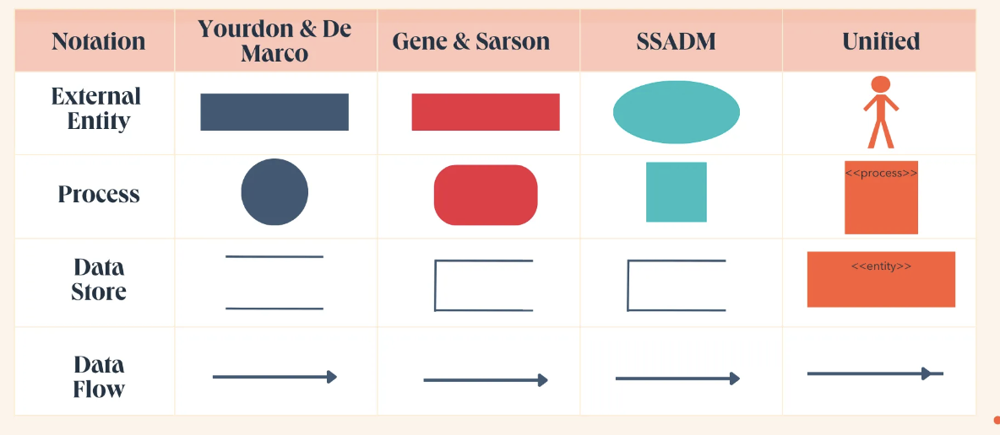 Notation
Yourdon & De
Marco
Gene & Sarson
SSADM
Unified
External
Entity
Process
<<process>>
Data
Store
<<entity>>
Data
Flow